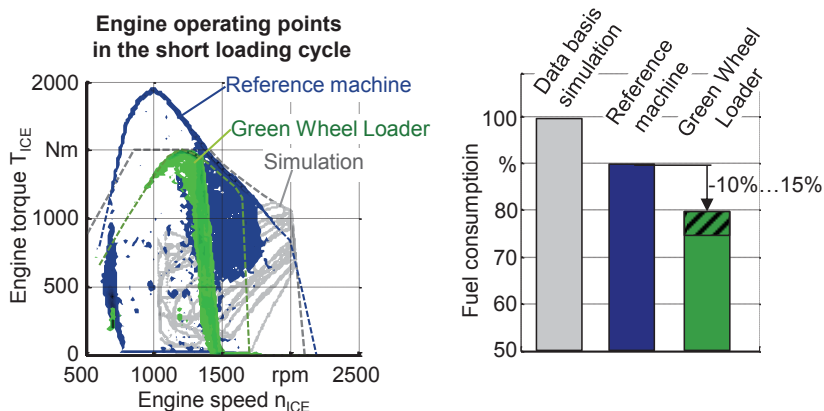 Engine operating points
in the short loading cycle
2000
Nm
1000
500
0
500
1000
1500
rpm
2500
Engine torque T_ICE
Engine speed n_ICE
Reference machine
Green Wheel Loader
Simulation
Data basis
simulation
Reference
machine
Green Wheel
Loader
100
%
80
70
60
50
Fuel consumptioin
-10%...15%